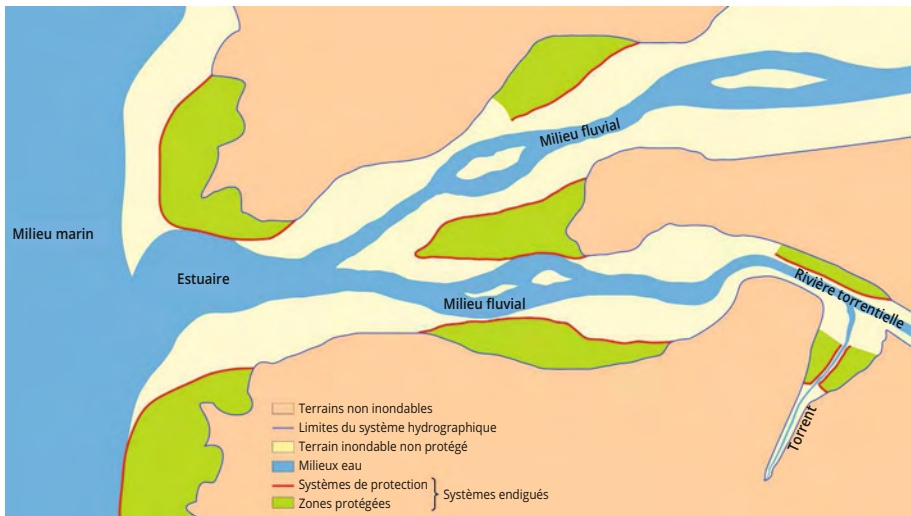 Milieu fluvial
Milieu marin
Estuaire
Milieu fluvial
Rivière torrentielle
Torrent
Terrains non inondables
Limites du système hydrographique
Terrain inondable non protégé
Milieux eau
Systèmes de protection
Zones protégées
Systèmes endigués